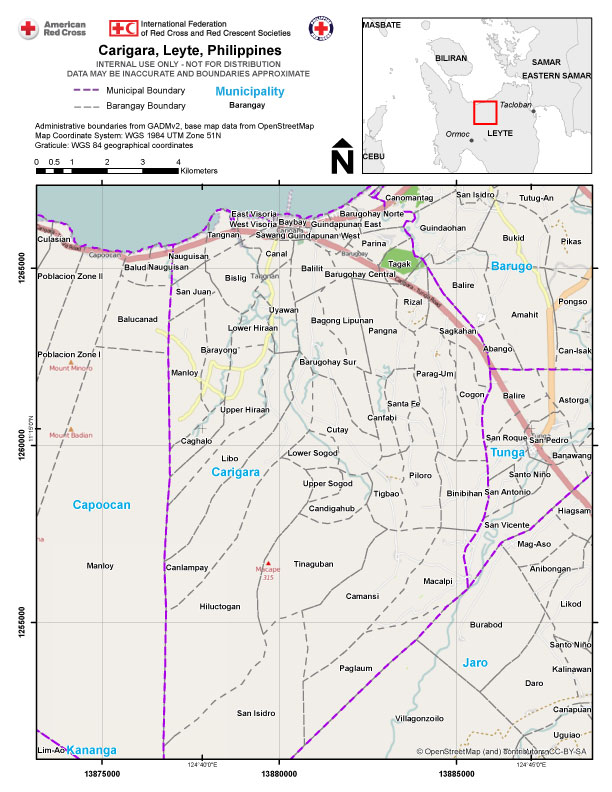 American
Red Cross
International Federation
of Red Cross and Red Crescent Societies
PHILIPPINE
RED CROSS
Carigara, Leyte, Philippines
INTERNAL USE ONLY - NOT FOR DISTRIBUTION
DATA MAY BE INACCURATE AND BOUNDARIES APPROXIMATE
Municipal Boundary
Municipality
Barangay Boundary
Barangay
Administrative boundaries from GADMv2, base map data from OpenStreetMap
Map Coordinate System: WGS 1984 UTM Zone 51N
Graticule: WGS 84 geographical coordinates
0 0.5 1 2 3 4
Kilometers
N
MASBATE
BILIRAN
SAMAR
EASTERN SAMAR
Tacloban
Ormoc
LEYTE
CEBU
Canomantag
San Isidro
Tutug-An
East Visoria
Barugohay Norte
West Visoria
Baybay
Guindapunan East
Guindaohan
Culasian
Tangnan
Sawang
Guindapunan West
Parina
Bukid
Pikas
Capoocan
Nauguisan
Canal
Barugbay
Balud
Nauguisan
Balilit
Tagak
Barugo
1265000
Poblacion Zone II
Bislig
Tangnan
Barugohay Central
San Juan
Balire
Rizal
Pongso
Uyawan
Balucanad
Lower Hiraan
Bagong Lipunan
Pangna
Sagkahan
Amahit
Poblacion Zone I
Barayong
Abango
Can-Isak
Mount Minoro
Manloy
Barugohay Sur
Parag-Um
Cogon
Balire
Astorga
Upper Hiraan
Santa Fe
Canfabi
Mount Badian
Cutay
11°15'0"N
San Roque
San Pedro
Caghalo
1260000
Libo
Lower Sogod
Tunga
Banawang
Carigara
Piloro
Santo Niño
Upper Sogod
Tigbao
Binibihan
San Antonio
Capoocan
Candigahub
Hiagsam
San Vicente
Mag-Aso
Manloy
Canlampay
Macape
315
Tinaguban
Anibongan
Macalpi
Hiluctogan
Camansi
Likod
1255000
Burabod
Santo Niño
Jaro
Paglaum
Kalinawan
Daro
San Isidro
Villagonzoilo
Canapuan
Uguiao
Lim-Ao
Kananga
© OpenStreetMap (and) contributors, CC-BY-SA
13875000
124°40'0"E
13880000
13885000
124°45'0"E